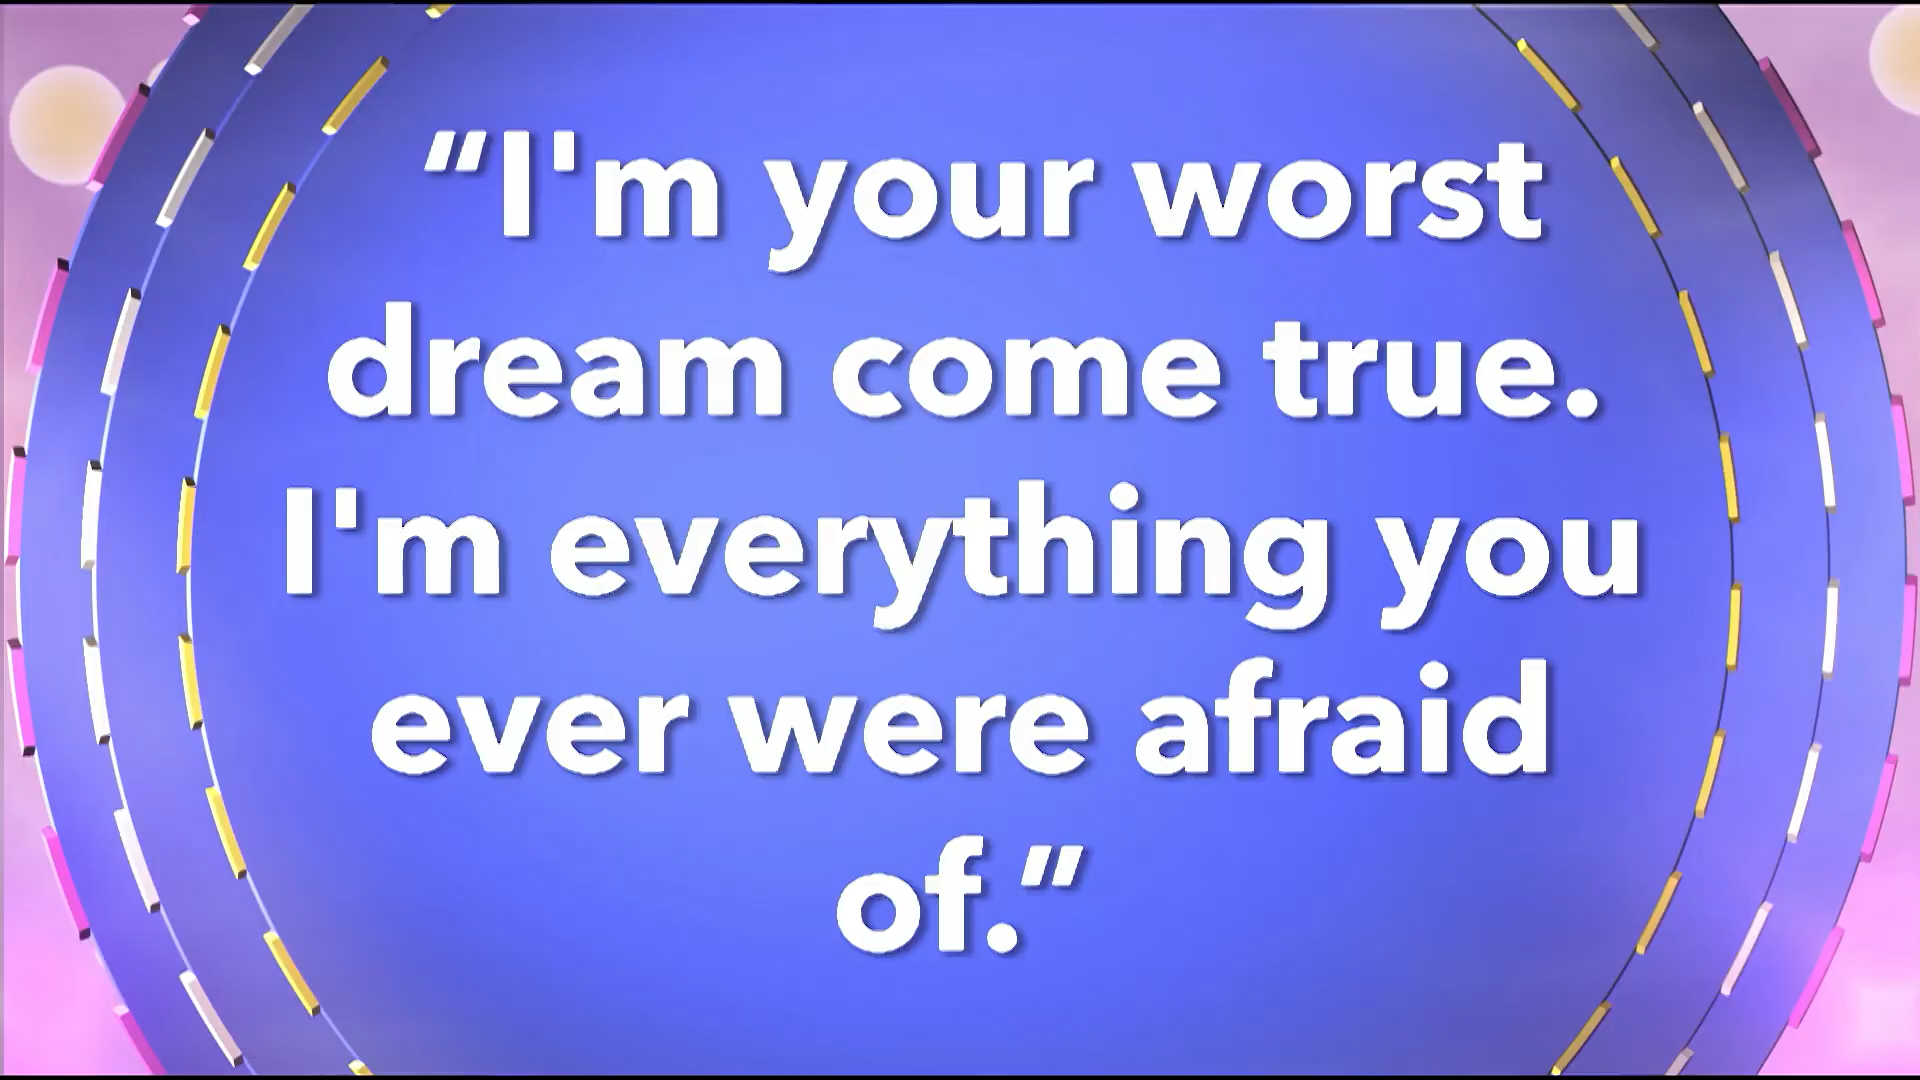 “I'm your worst
dream come true.
I'm everything you
ever were afraid
of.”